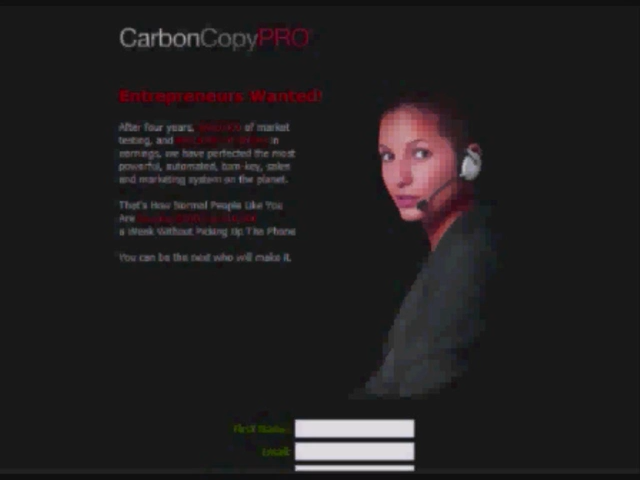 CarbonCopyPRO
Entrepreneurs Wanted!
After four years, of market
testing, and in
earnings, we have perfected the most
powerful, automated, turn-key, sales
and marketing system on the planet.
That's How Normal People Like You
Are
a Week Without Picking Up The Phone
You can be the next who will make it.
First Name:
Email: